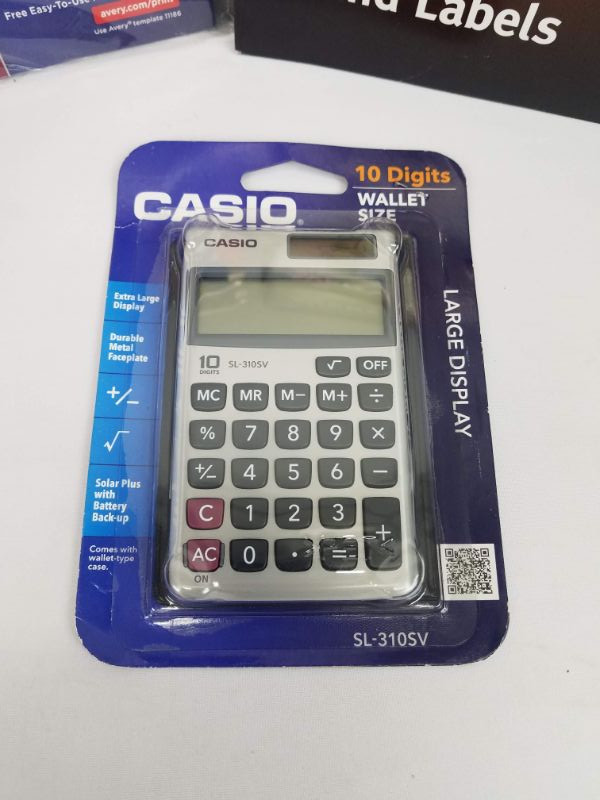 Free Easy-To-Use
avery.com/print
Use Avery® template 11186
Labels
10 Digits
WALLET
SIZE
CASIO®
CASIO
Extra Large
Display
Durable
Metal
Faceplate
+/−
√
Solar Plus
with
Battery
Back-up
Comes with
wallet-type
case.
LARGE DISPLAY
10
DIGITS
SL-310SV
√ OFF
MC MR M− M+ ÷
% 7 8 9 ×
+/− 4 5 6 −
C 1 2 3
+
AC 0 · =
ON
SL-310SV